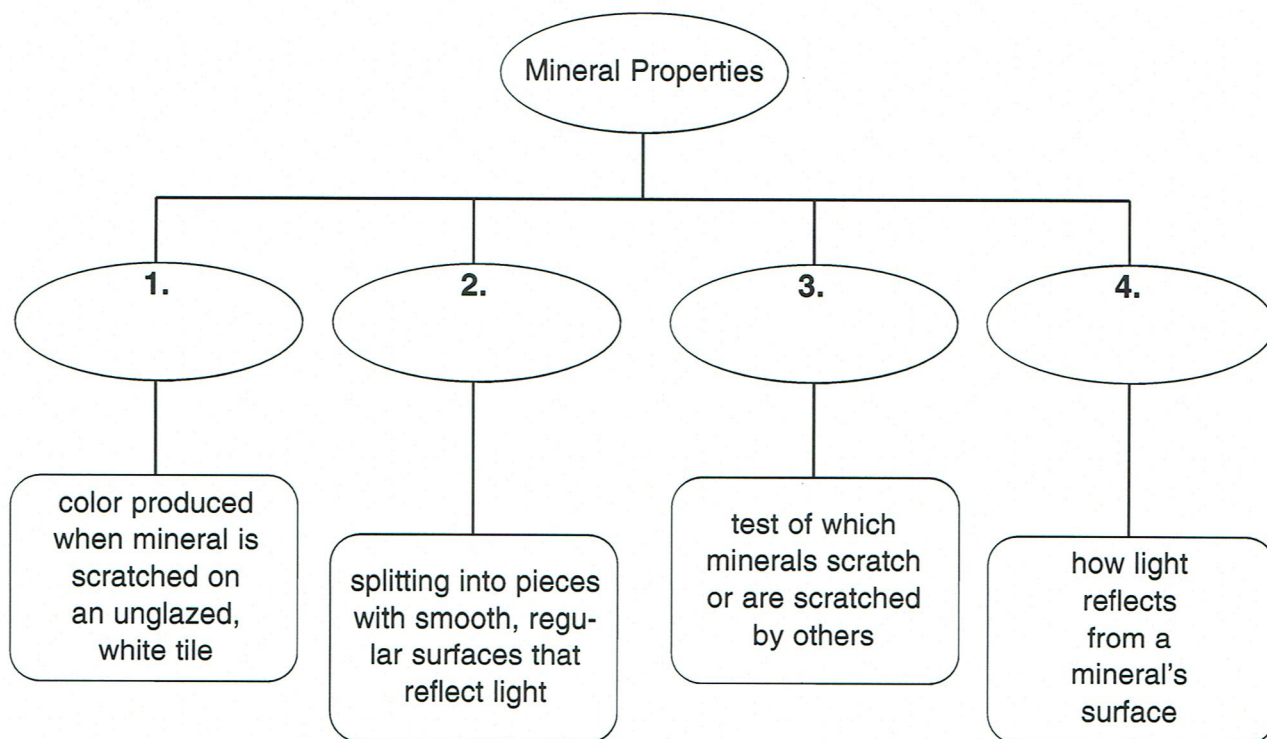 Mineral Properties
1.
2.
3.
4.
color produced
when mineral is
scratched on
an unglazed,
white tile
splitting into pieces
with smooth, regu-
lar surfaces that
reflect light
test of which
minerals scratch
or are scratched
by others
how light
reflects
from a
mineral's
surface